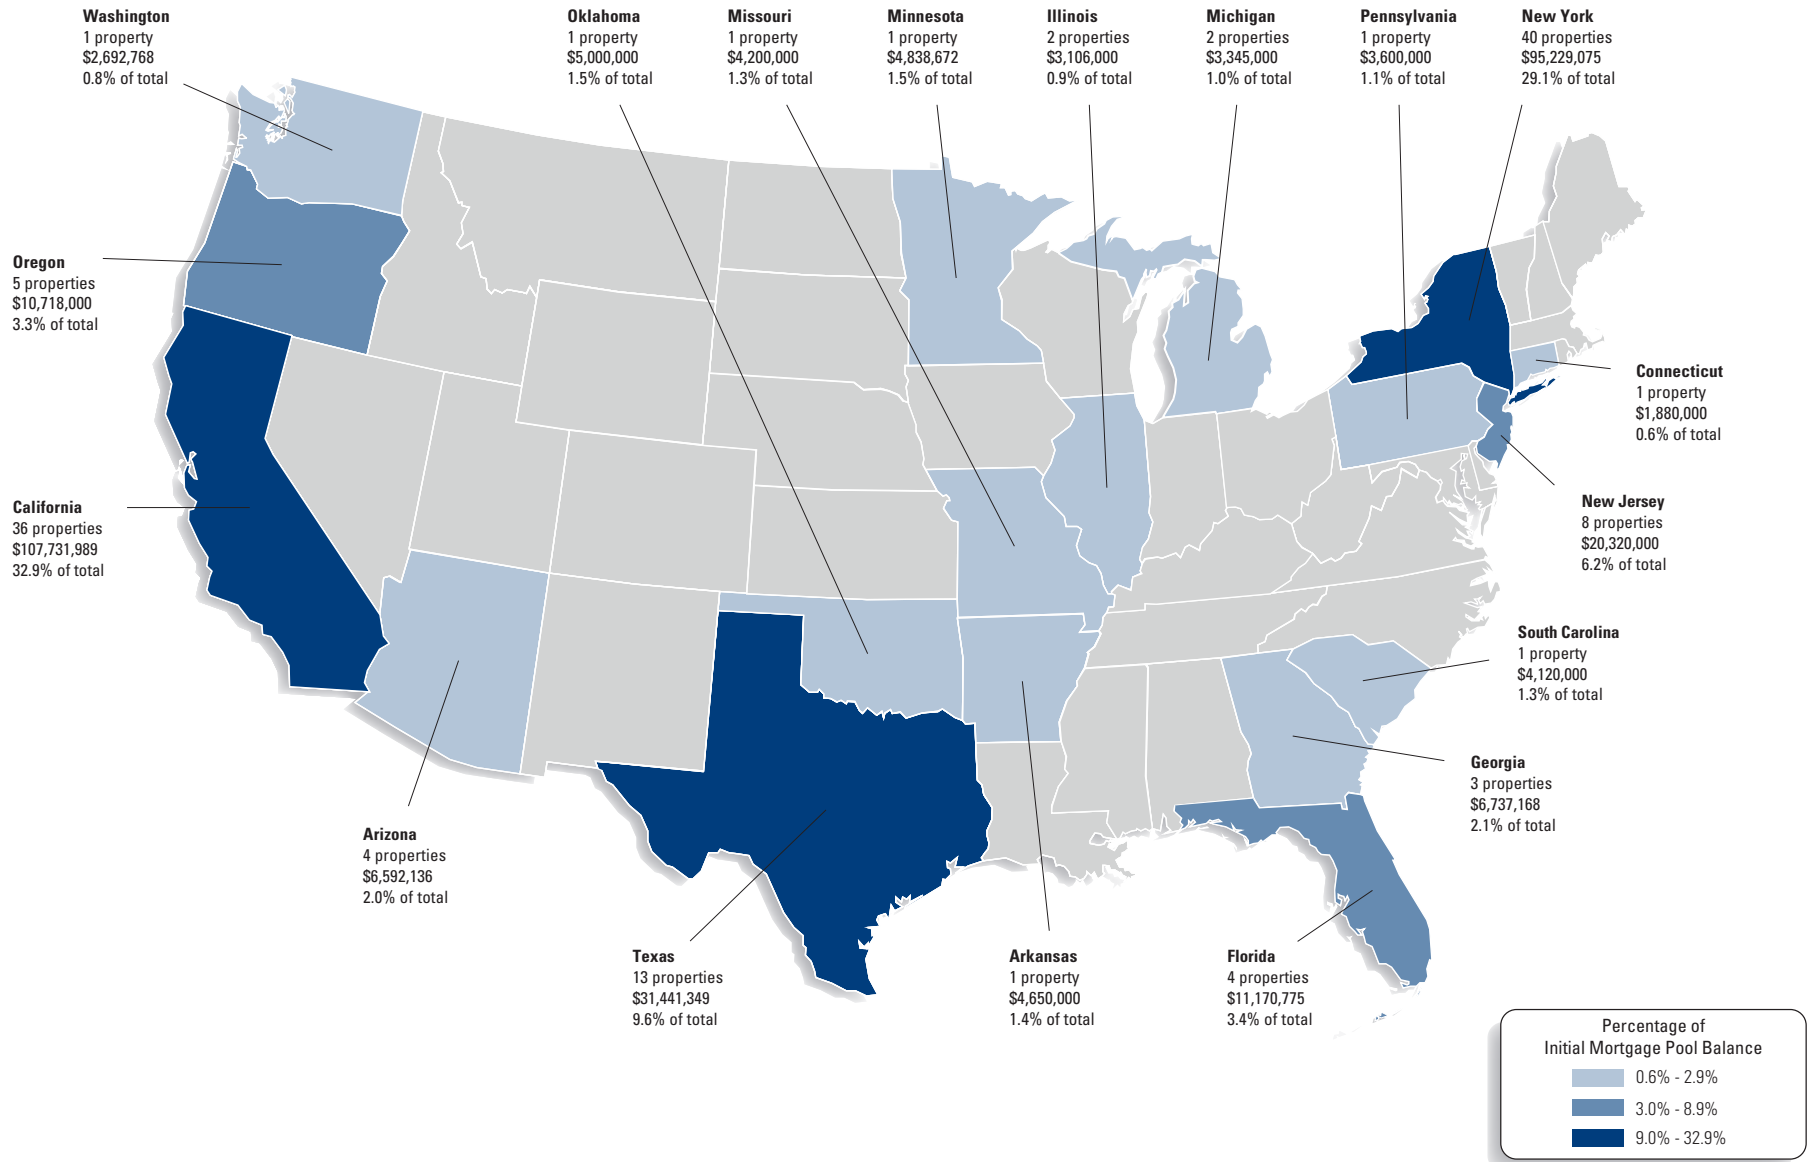 Washington
1 property
$2,692,768
0.8% of total
Oklahoma
1 property
$5,000,000
1.5% of total
Missouri
1 property
$4,200,000
1.3% of total
Minnesota
1 property
$4,838,672
1.5% of total
Illinois
2 properties
$3,106,000
0.9% of total
Michigan
2 properties
$3,345,000
1.0% of total
Pennsylvania
1 property
$3,600,000
1.1% of total
New York
40 properties
$95,229,075
29.1% of total
Oregon
5 properties
$10,718,000
3.3% of total
Connecticut
1 property
$1,880,000
0.6% of total
California
36 properties
$107,731,989
32.9% of total
New Jersey
8 properties
$20,320,000
6.2% of total
South Carolina
1 property
$4,120,000
1.3% of total
Georgia
3 properties
$6,737,168
2.1% of total
Arizona
4 properties
$6,592,136
2.0% of total
Texas
13 properties
$31,441,349
9.6% of total
Arkansas
1 property
$4,650,000
1.4% of total
Florida
4 properties
$11,170,775
3.4% of total
Percentage of
Initial Mortgage Pool Balance
0.6% - 2.9%
3.0% - 8.9%
9.0% - 32.9%